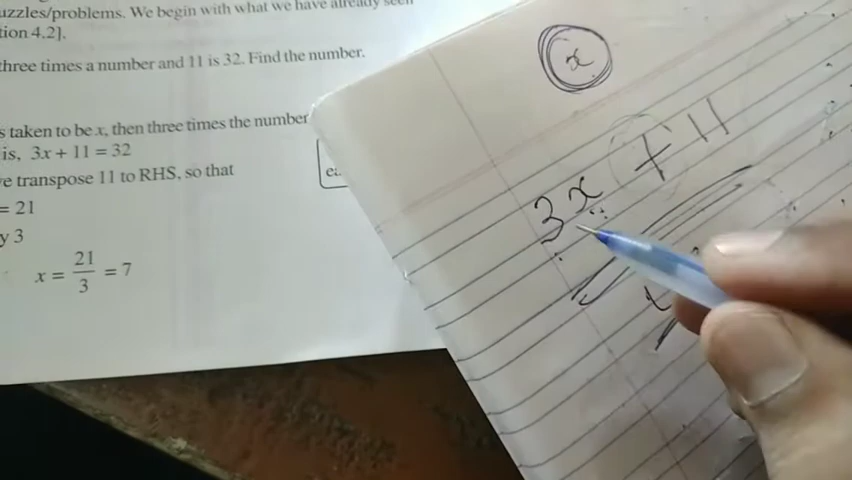 uzzles/problems. We begin with what we have already seen
tion 4.2].
three times a number and 11 is 32. Find the number.
s taken to be x, then three times the number
is, 3x + 11 = 32
e transpose 11 to RHS, so that
= 21
y 3
x = 21/3 = 7
x
3x + 11